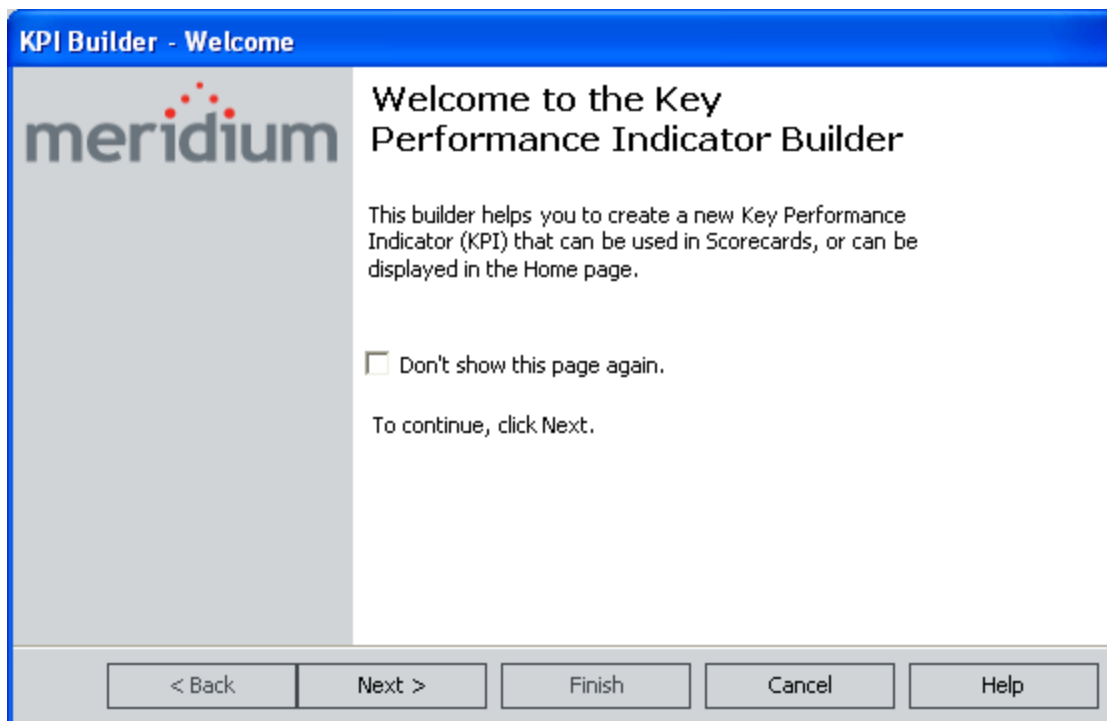 KPI Builder - Welcome
meridium
Welcome to the Key
Performance Indicator Builder
This builder helps you to create a new Key Performance
Indicator (KPI) that can be used in Scorecards, or can be
displayed in the Home page.
Don't show this page again.
To continue, click Next.
< Back Next > Finish Cancel Help